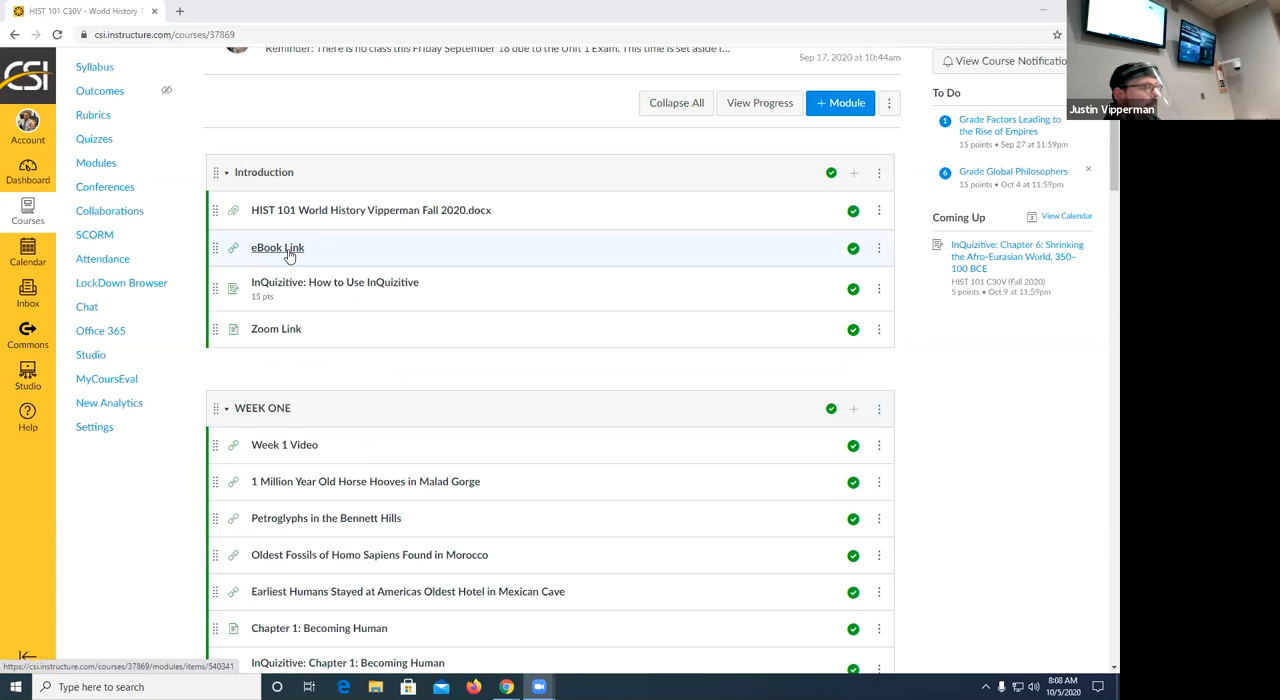 HIST 101 C30V - World History 1
csi.instructure.com/courses/37869
Justin Vipperman
CSI
Account
Dashboard
Courses
Calendar
Inbox
Commons
Studio
Help
Syllabus
Outcomes
Rubrics
Quizzes
Modules
Conferences
Collaborations
SCORM
Attendance
LockDown Browser
Chat
Office 365
Studio
MyCoursEval
New Analytics
Settings
Reminder: There is no class this Friday September 18 due to the Unit 1 Exam. This time is set aside f...
Sep 17, 2020 at 10:44am
Collapse All
View Progress
+ Module
Introduction
HIST 101 World History Vipperman Fall 2020.docx
eBook Link
InQuizitive: How to Use InQuizitive
15 pts
Zoom Link
WEEK ONE
Week 1 Video
1 Million Year Old Horse Hooves in Malad Gorge
Petroglyphs in the Bennett Hills
Oldest Fossils of Homo Sapiens Found in Morocco
Earliest Humans Stayed at Americas Oldest Hotel in Mexican Cave
Chapter 1: Becoming Human
InQuizitive: Chapter 1: Becoming Human
View Course Notificatio
To Do
1
Grade Factors Leading to
the Rise of Empires
15 points • Sep 27 at 11:59pm
6
Grade Global Philosophers
15 points • Oct 4 at 11:59pm
Coming Up
View Calendar
InQuizitive: Chapter 6: Shrinking
the Afro-Eurasian World, 350–
100 BCE
HIST 101 C30V (Fall 2020)
5 points • Oct 9 at 11:59pm
https://csi.instructure.com/courses/37869/modules/items/540341
Type here to search
8:08 AM
10/5/2020